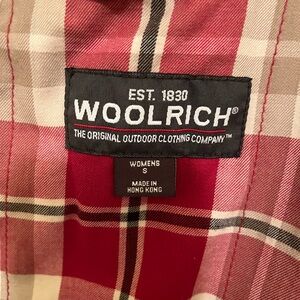 EST. 1830
WOOLRICH®
THE ORIGINAL OUTDOOR CLOTHING COMPANY™
WOMENS
S
MADE IN
HONG KONG